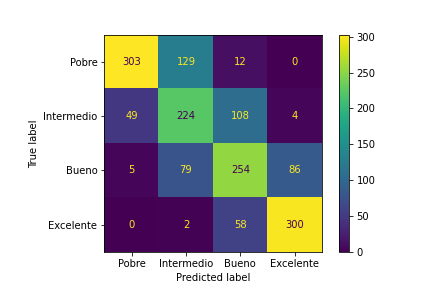 Pobre 303 129 12 0
Intermedio 49 224 108 4
Bueno 5 79 254 86
Excelente 0 2 58 300
Pobre Intermedio Bueno Excelente
Predicted label
True label
300
250
200
150
100
50
0